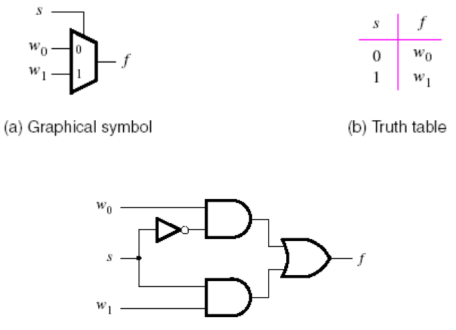 s
w0
0
f
w1
1
(a) Graphical symbol
s f
0 w0
1 w1
(b) Truth table
w0
s
f
w1